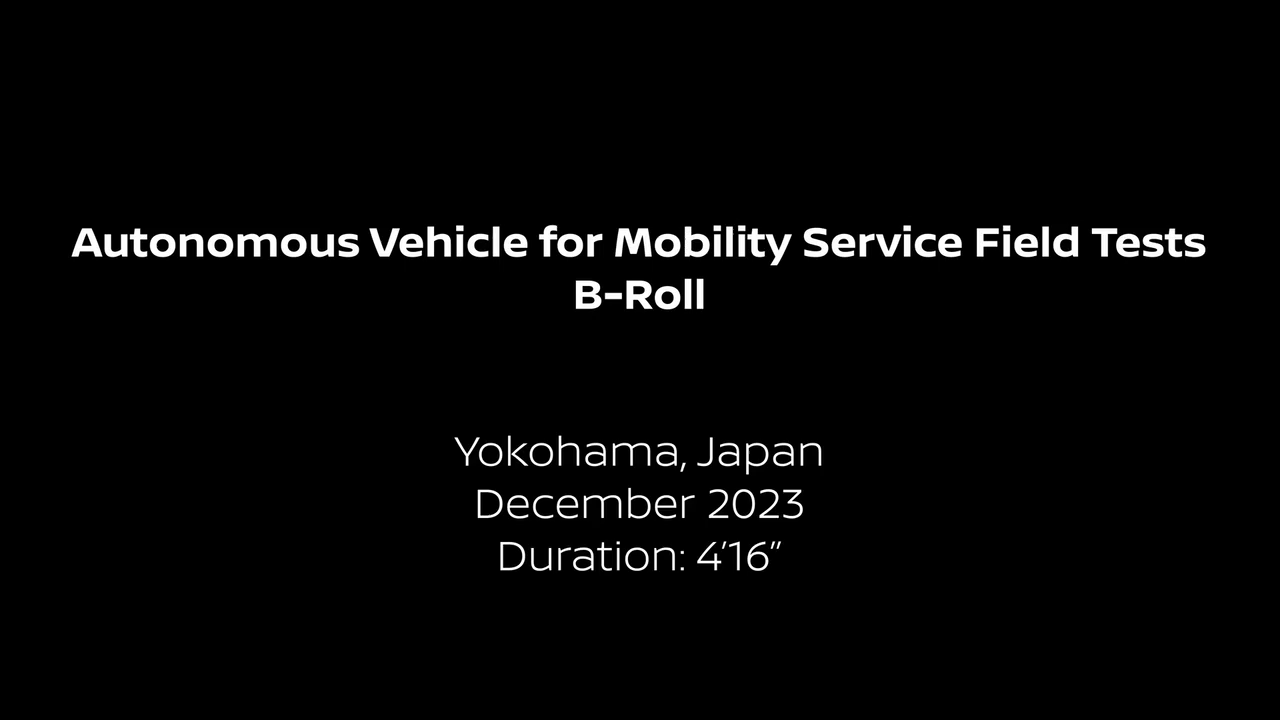 Autonomous Vehicle for Mobility Service Field Tests
B-Roll
Yokohama, Japan
December 2023
Duration: 4’16”